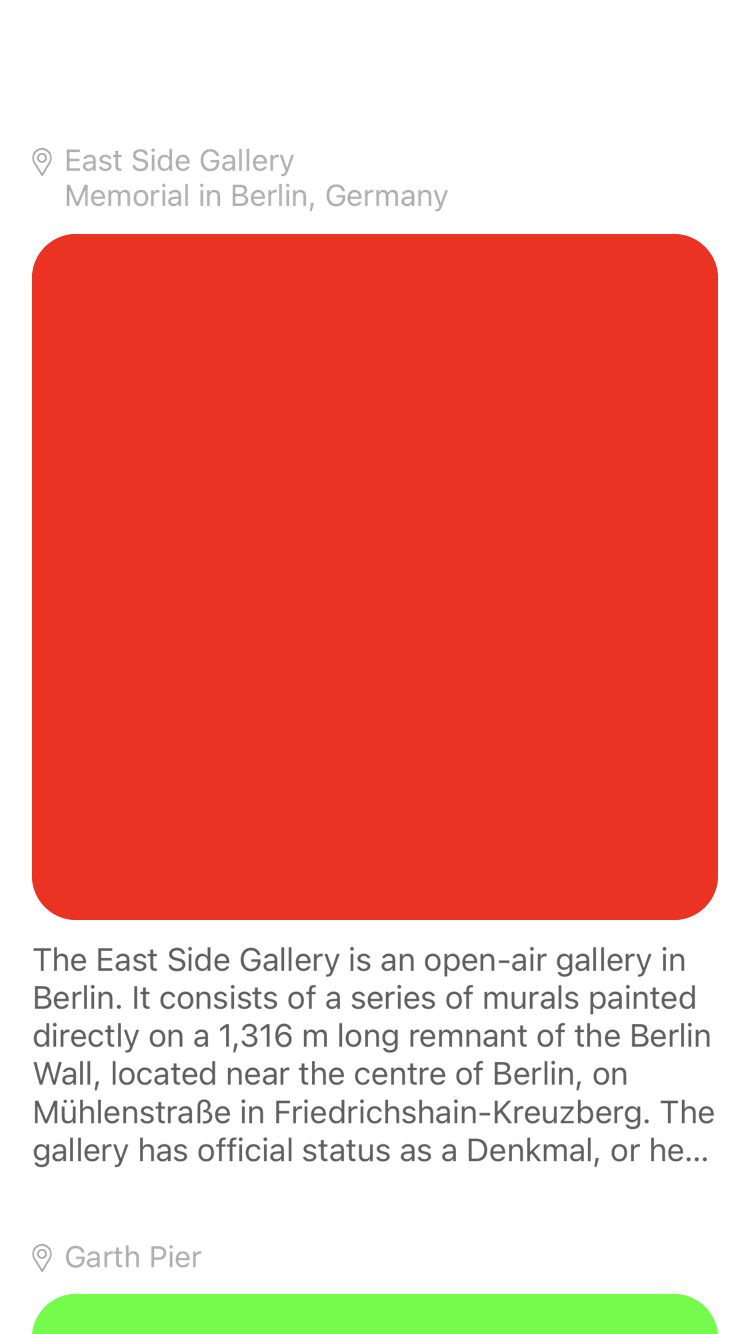 East Side Gallery
Memorial in Berlin, Germany
The East Side Gallery is an open-air gallery in
Berlin. It consists of a series of murals painted
directly on a 1,316 m long remnant of the Berlin
Wall, located near the centre of Berlin, on
Mühlenstraße in Friedrichshain-Kreuzberg. The
gallery has official status as a Denkmal, or he...
Garth Pier